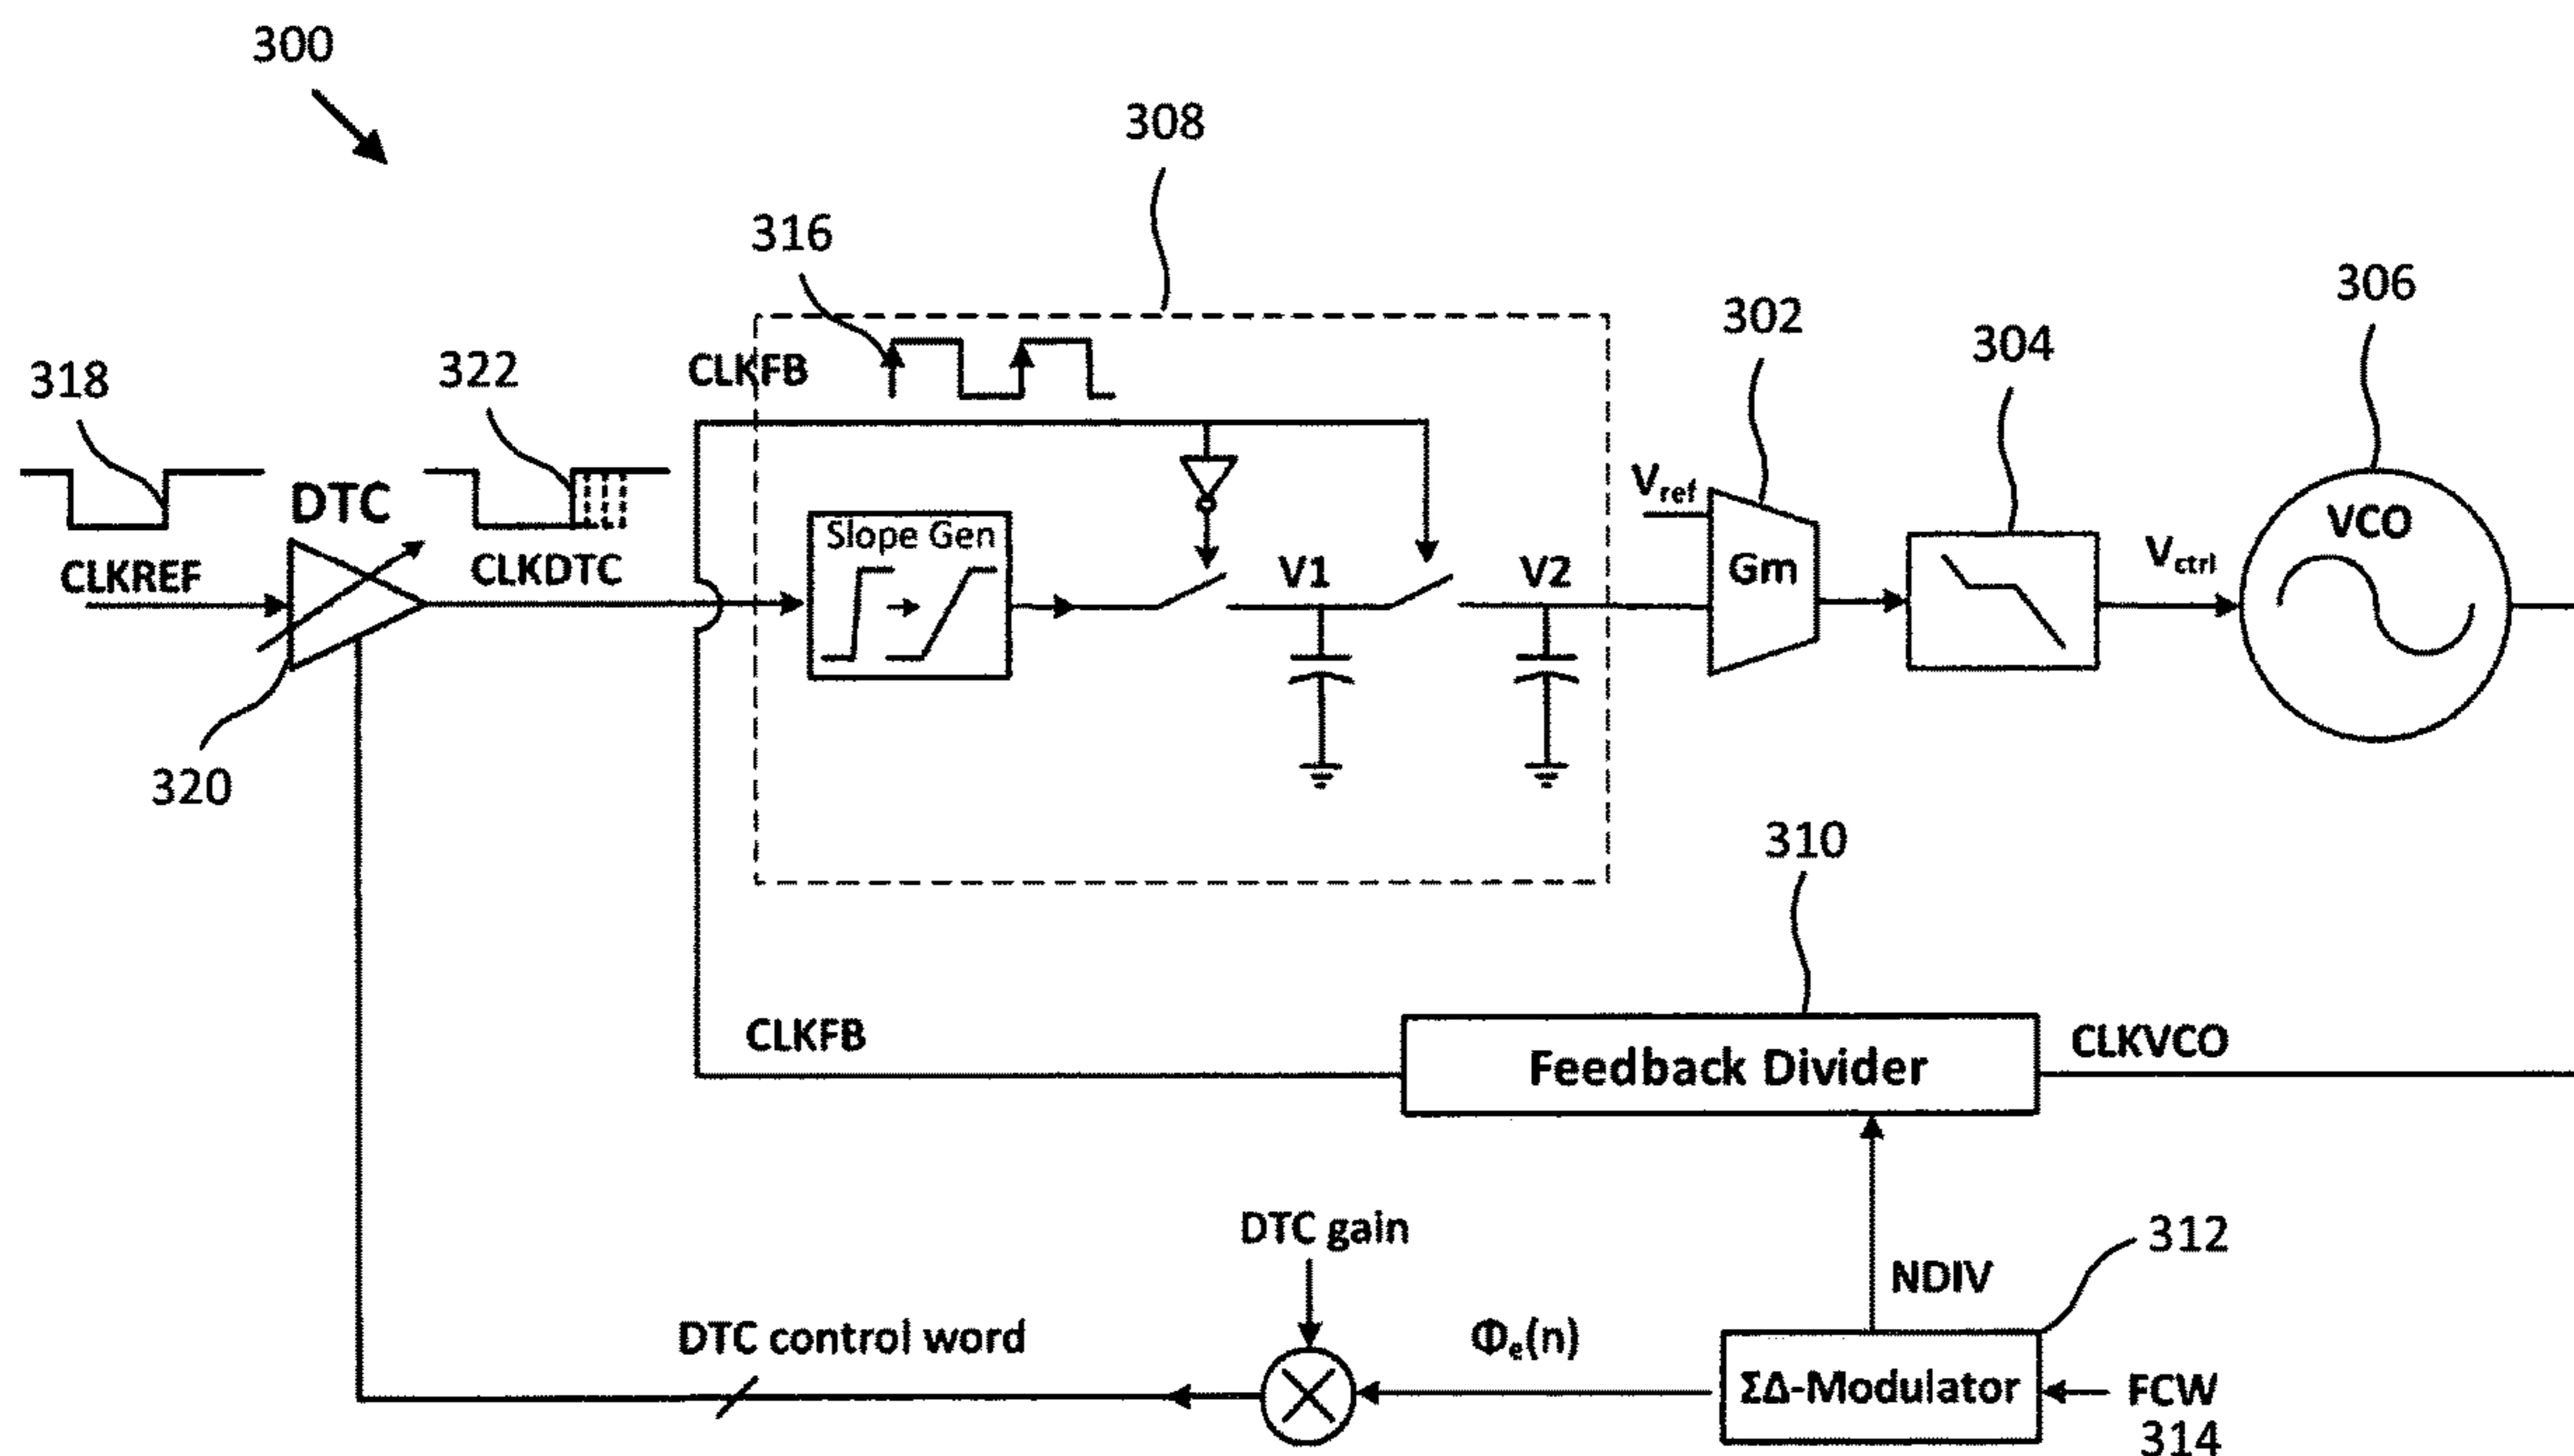 300
308
316
306
302
304
318
322
CLKFB
DTC
Vref
VCO
Slope Gen
V1
V2
Gm
Vctrl
CLKREF
CLKDTC
320
310
CLKFB
Feedback Divider
CLKVCO
DTC gain
312
NDIV
DTC control word
Φe(n)
ΣΔ-Modulator
FCW
314